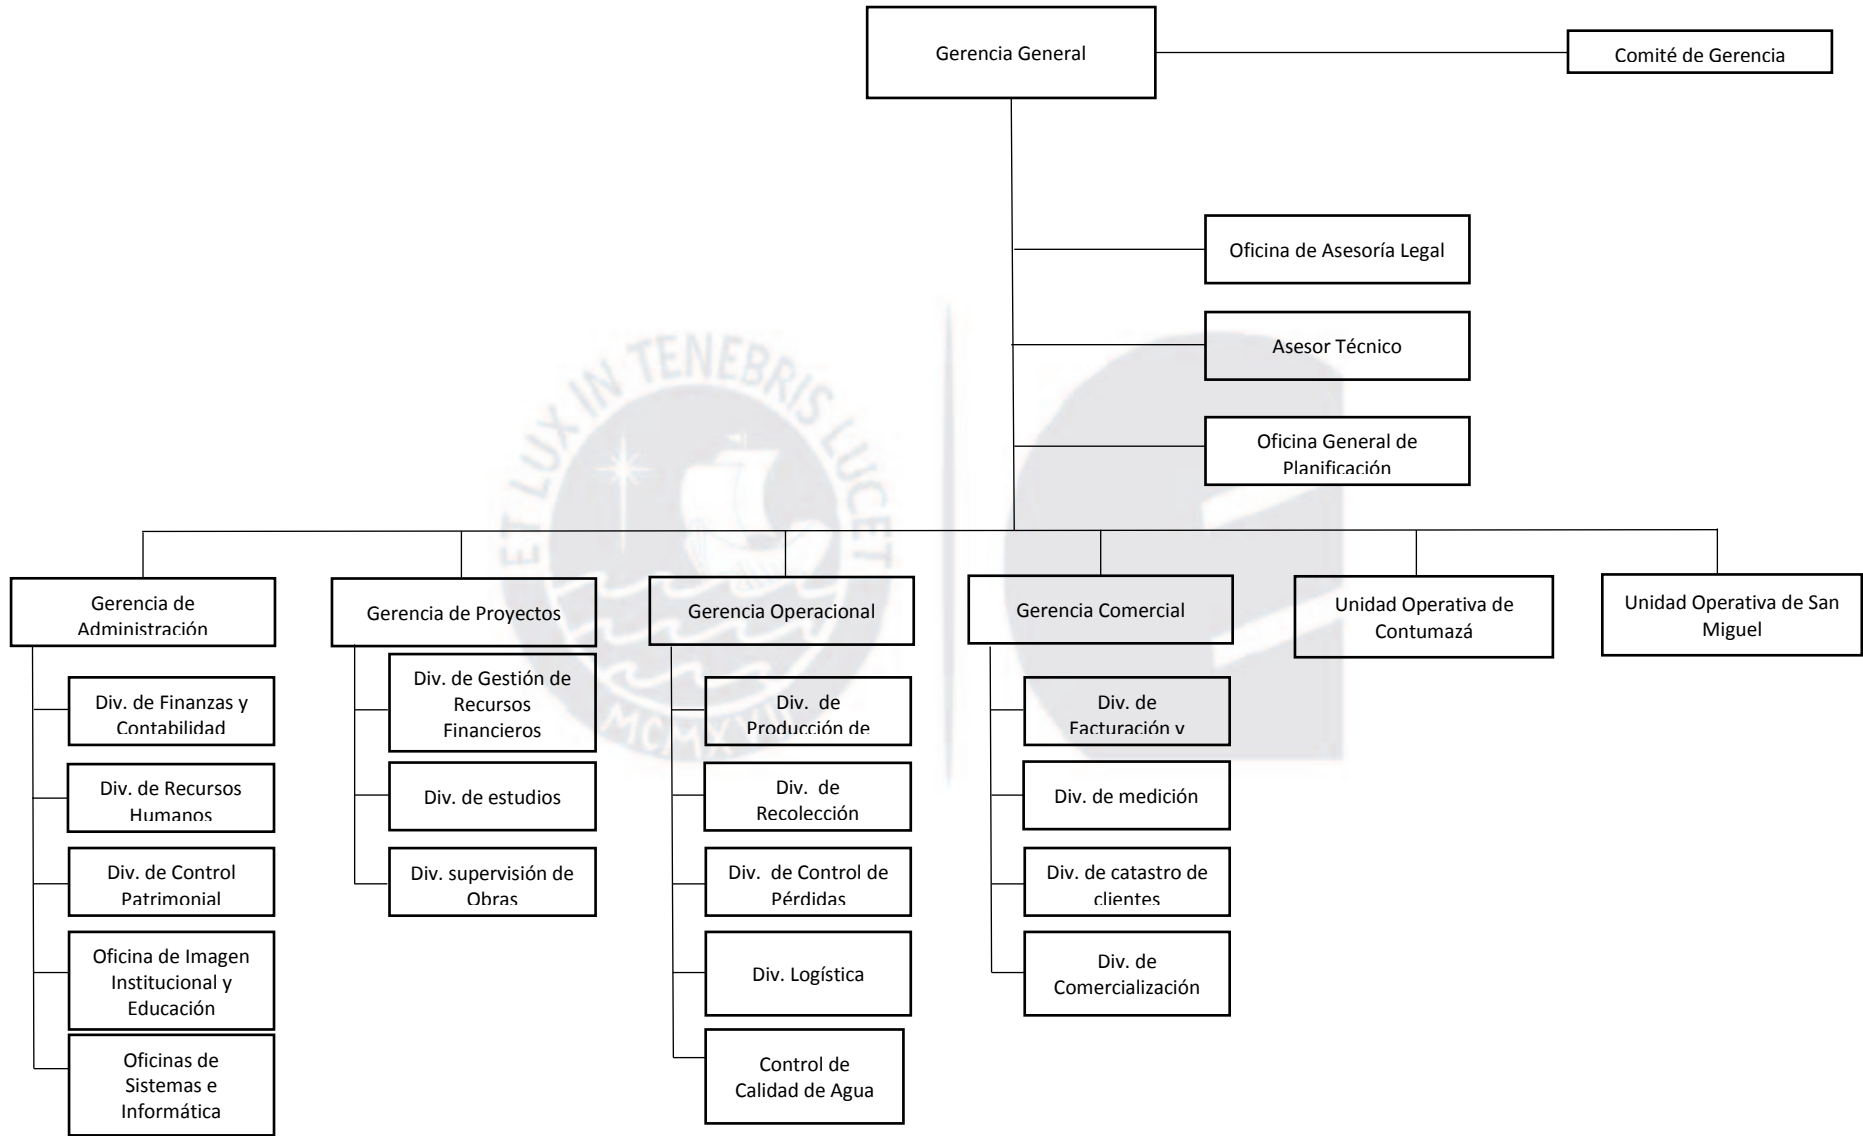 Gerencia General
Comité de Gerencia
Oficina de Asesoría Legal
Asesor Técnico
Oficina General de
Planificación
ET LUX IN TENEBRIS LUCET
Gerencia de
Administración
Gerencia de Proyectos
Gerencia Operacional
Gerencia Comercial
Unidad Operativa de
Contumazá
Unidad Operativa de San
Miguel
Div. de Finanzas y
Contabilidad
Div. de Recursos
Humanos
Div. de Control
Patrimonial
Oficina de Imagen
Institucional y
Educación
Oficinas de
Sistemas e
Informática
Div. de Gestión de
Recursos
Financieros
Div. de estudios
Div. supervisión de
Obras
Div.  de
Producción de
Div.  de
Recolección
Div.  de Control de
Pérdidas
Div. Logística
Control de
Calidad de Agua
Div. de
Facturación y
Div. de medición
Div. de catastro de
clientes
Div. de
Comercialización